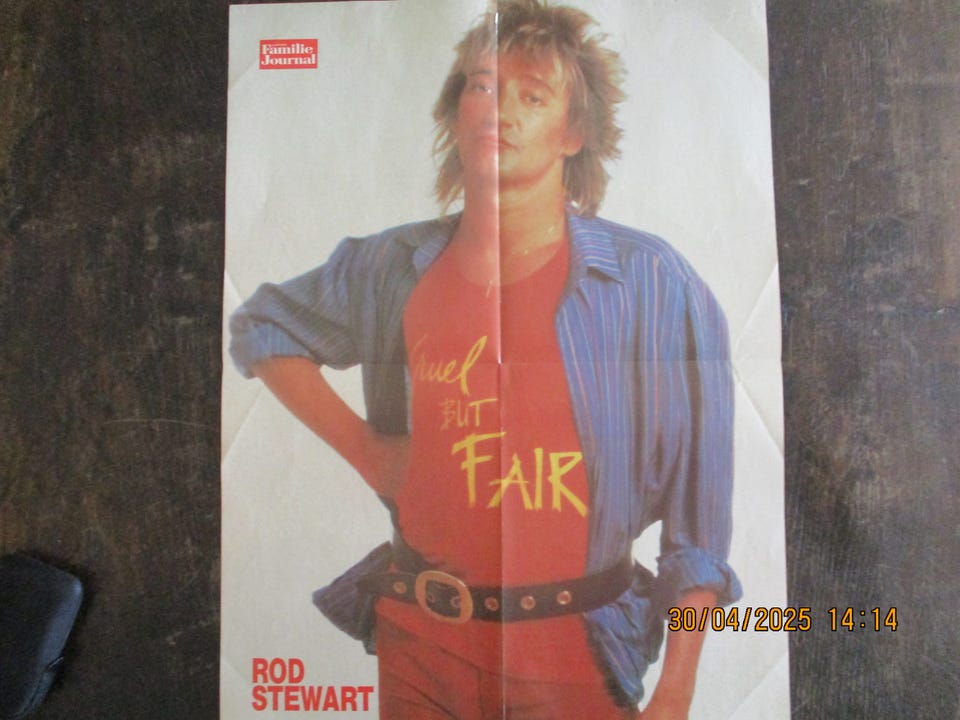 Familie
Journal
Cruel
BUT
FAIR
30/04/2025 14:14
ROD
STEWART